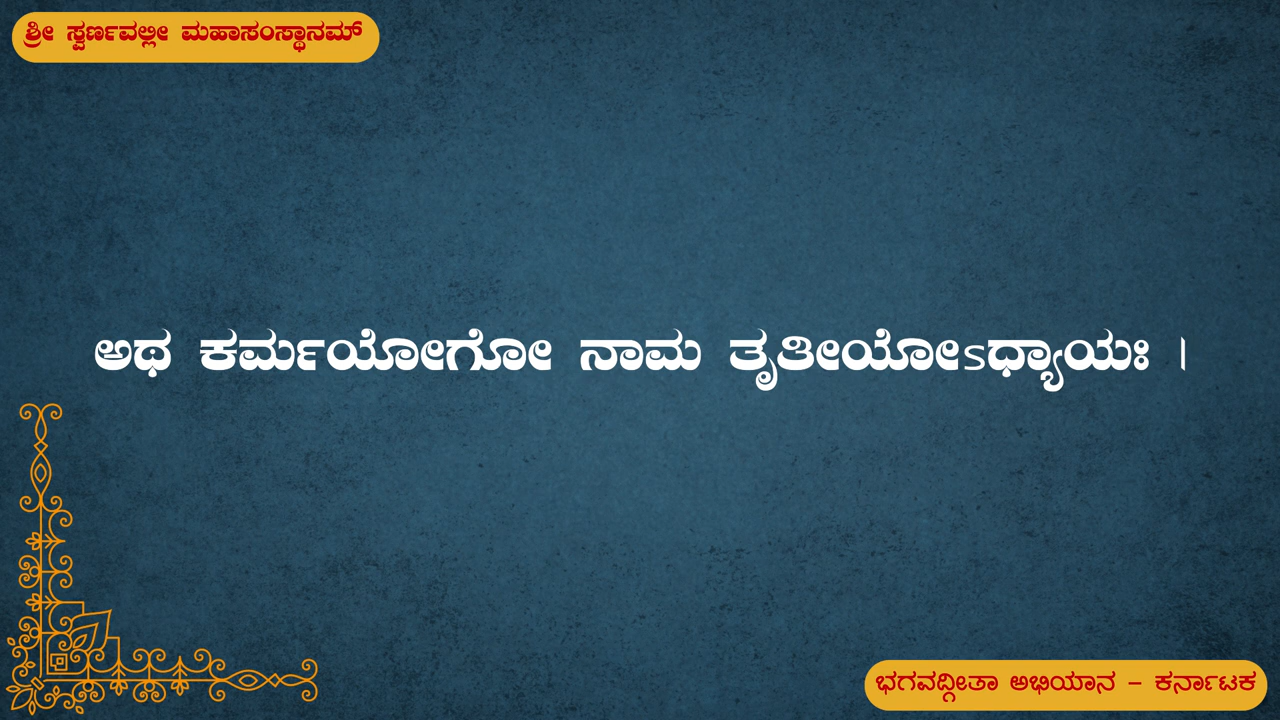 ಶ್ರೀ ಸ್ವರ್ಣವಲ್ಲೀ ಮಹಾಸಂಸ್ಥಾನಮ್
ಅಥ ಕರ್ಮಯೋಗೋ ನಾಮ ತೃತೀಯೋಽಧ್ಯಾಯಃ ।
ಭಗವದ್ಗೀತಾ ಅಭಿಯಾನ – ಕರ್ನಾಟಕ